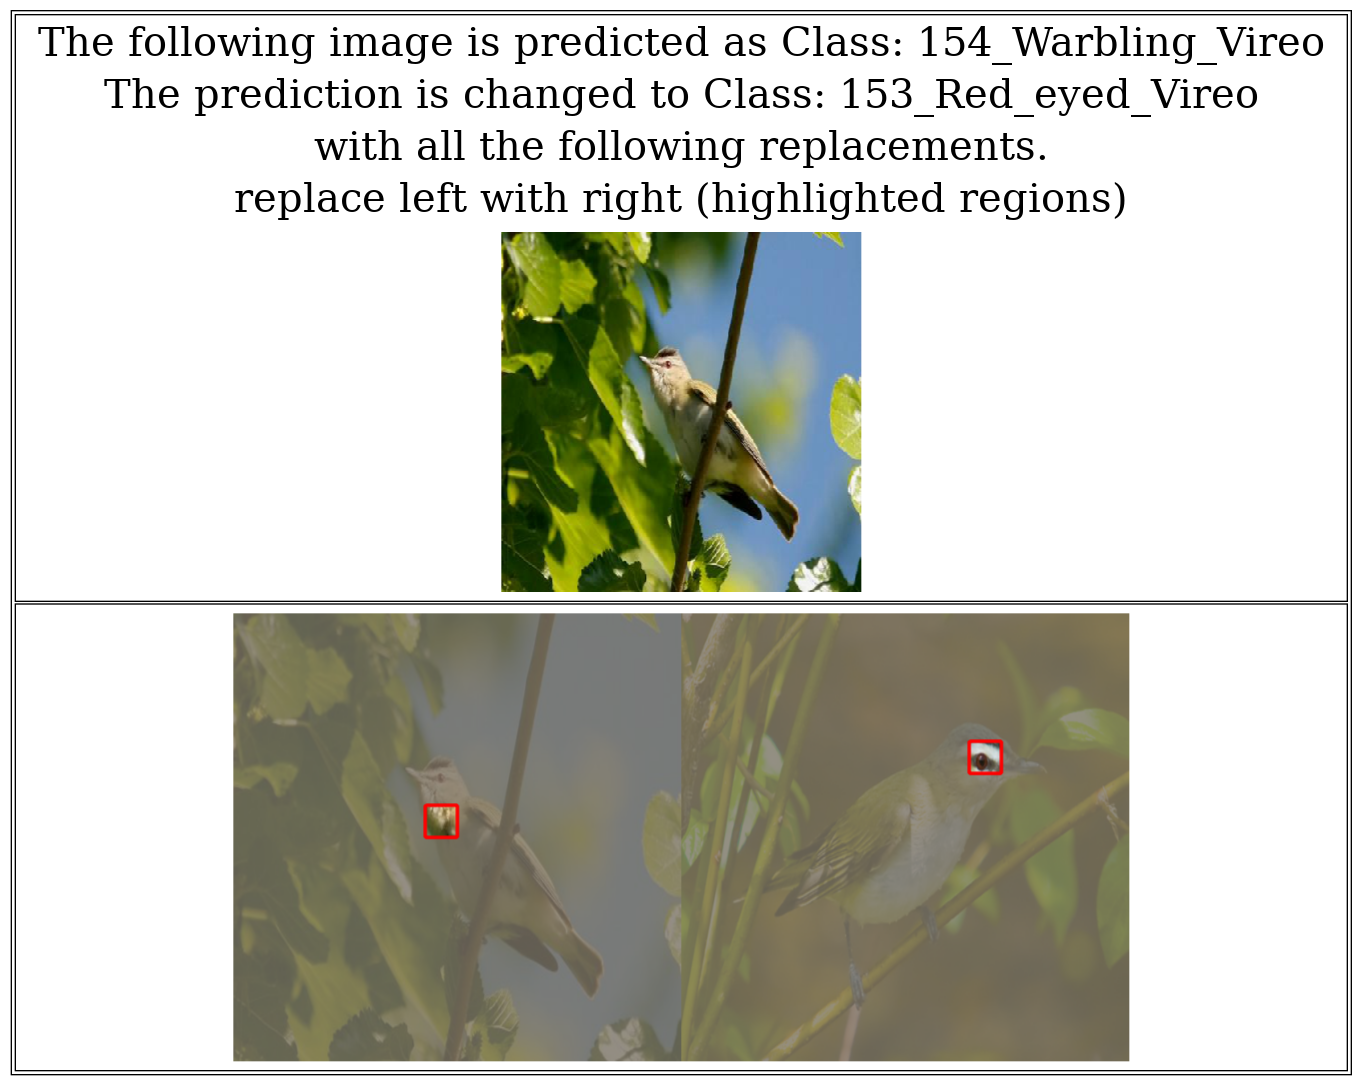 The following image is predicted as Class: 154_Warbling_Vireo
The prediction is changed to Class: 153_Red_eyed_Vireo
with all the following replacements.
replace left with right (highlighted regions)